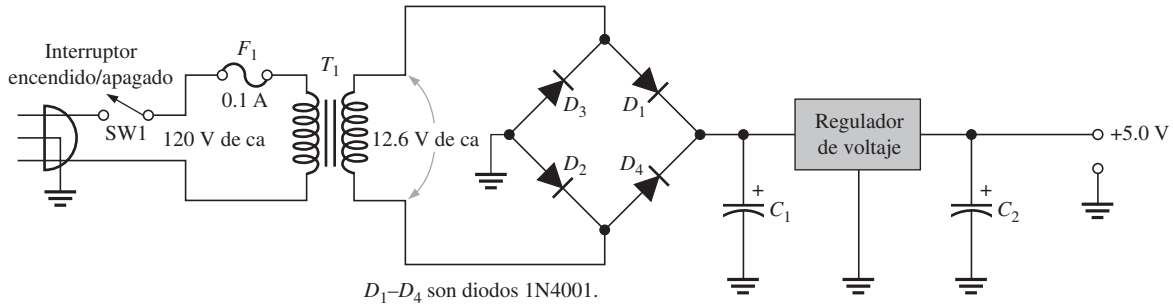 Interruptor
encendido/apagado
SW1
F1
0.1 A
120 V de ca
T1
12.6 V de ca
D3
D1
D2
D4
+
C1
Regulador
de voltaje
+
C2
+5.0 V
D1–D4 son diodos 1N4001.